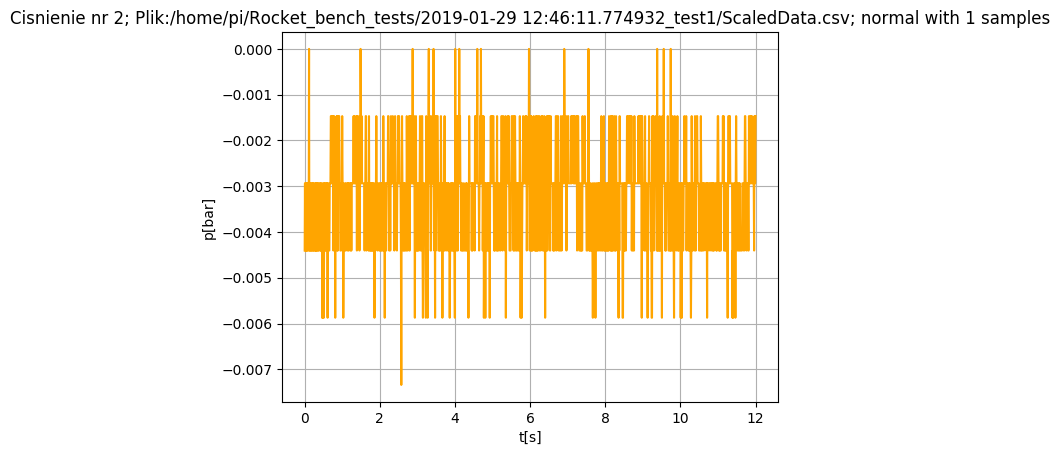 Cisnienie nr 2; Plik:/home/pi/Rocket_bench_tests/2019-01-29 12:46:11.774932_test1/ScaledData.csv; normal with 1 samples
0.000
−0.001
−0.002
−0.003
−0.004
−0.005
−0.006
−0.007
p[bar]
0 2 4 6 8 10 12
t[s]